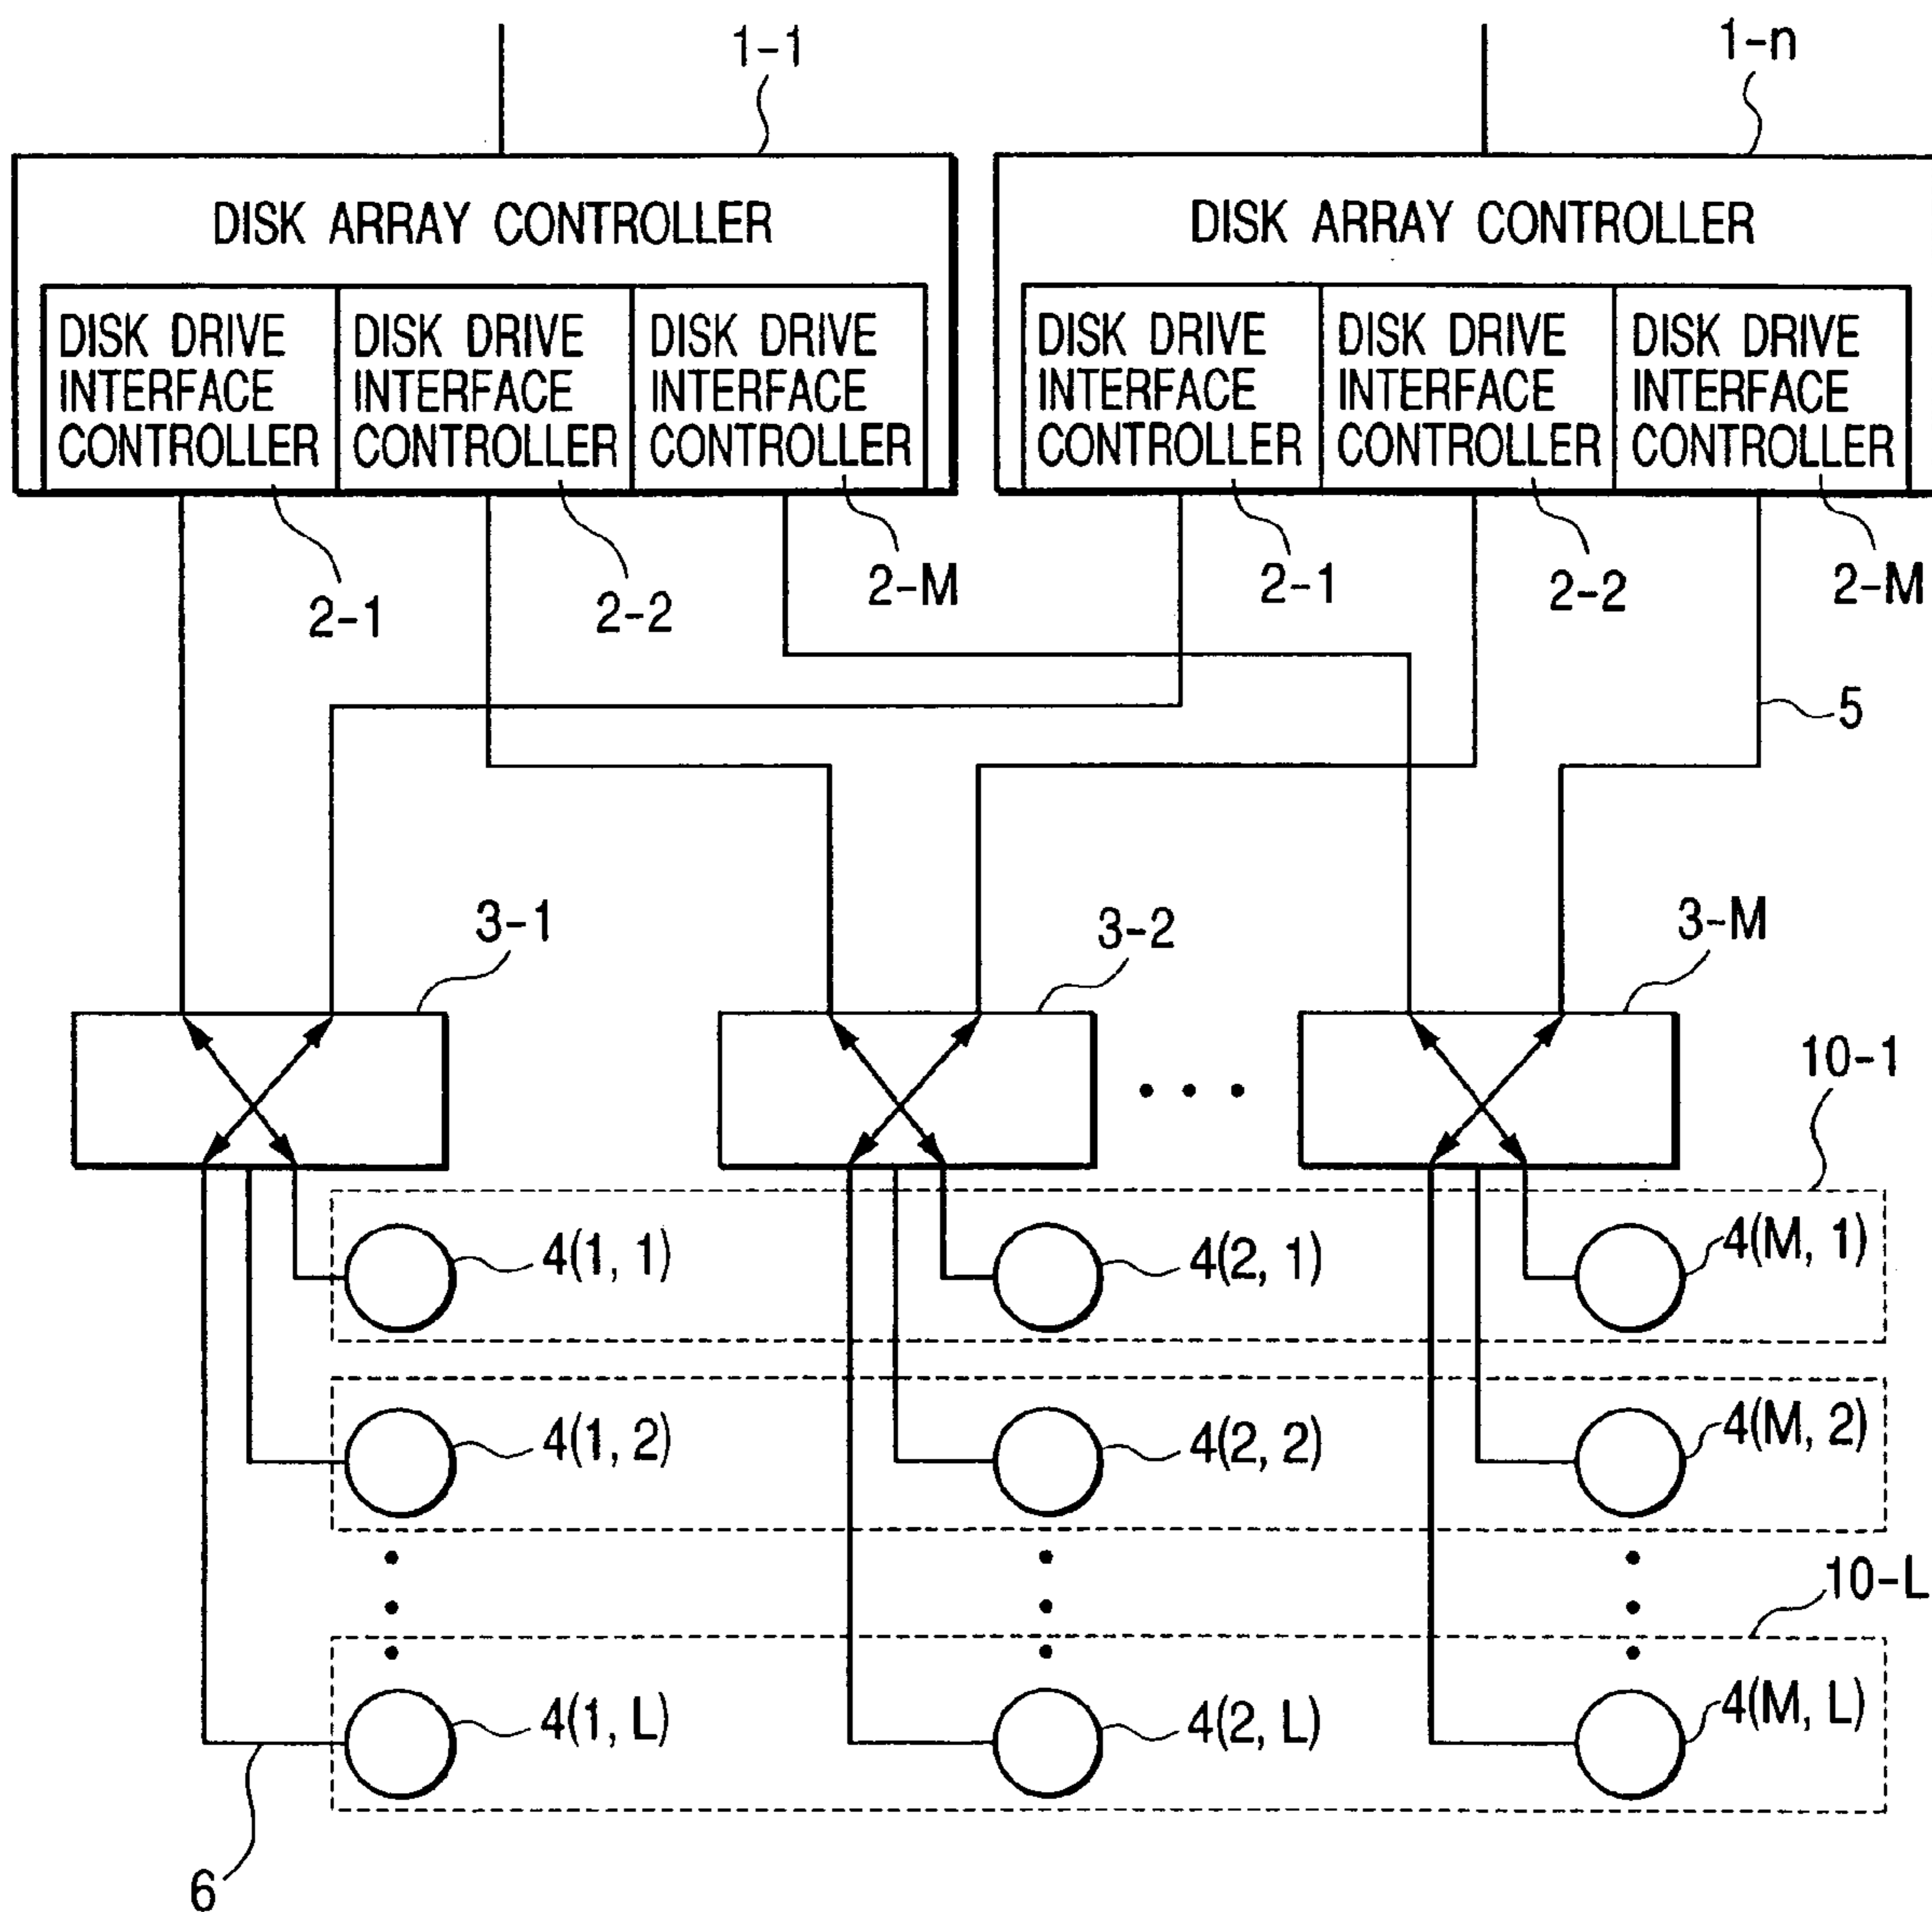 1-1
1-n
DISK ARRAY CONTROLLER
DISK ARRAY CONTROLLER
DISK DRIVE
INTERFACE
CONTROLLER
DISK DRIVE
INTERFACE
CONTROLLER
DISK DRIVE
INTERFACE
CONTROLLER
DISK DRIVE
INTERFACE
CONTROLLER
DISK DRIVE
INTERFACE
CONTROLLER
DISK DRIVE
INTERFACE
CONTROLLER
2-1
2-2
2-M
2-1
2-2
2-M
5
3-1
3-2
3-M
10-1
4(1, 1)
4(2, 1)
4(M, 1)
4(1, 2)
4(2, 2)
4(M, 2)
10-L
4(1, L)
4(2, L)
4(M, L)
6